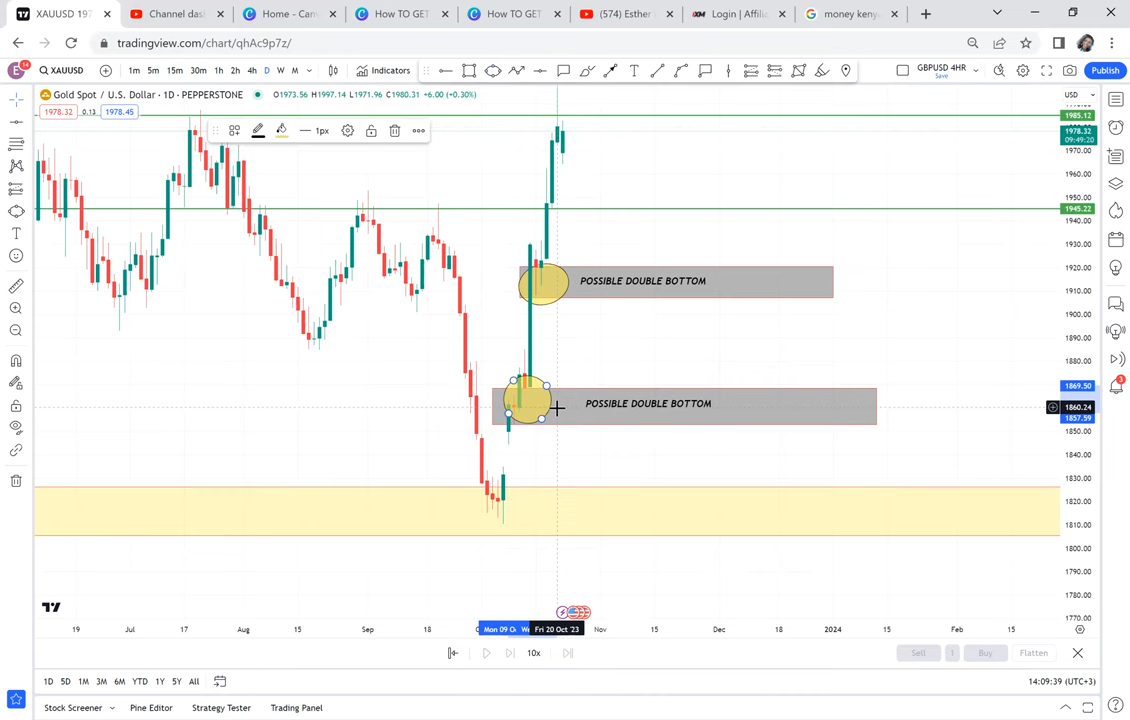 XAUUSD 197
Channel das
Home - Can
How TO GET
How TO GET
(574) Esther
Login | Affilia
money keny
tradingview.com/chart/qhAc9p7z/
E 14 XAUUSD 1m 5m 15m 30m 1h 2h 4h D W M Indicators GBPUSD 4HR Save Publish
Gold Spot / U.S. Dollar · 1D · PEPPERSTONE O1973.56 H1997.14 L1971.96 C1980.31 +6.00 (+0.30%) USD
1978.32 0.13 1978.45
1px
1985.12
1978.32
09:49:20
1970.00
1960.00
1950.00
1945.22
1940.00
1930.00
1920.00
POSSIBLE DOUBLE BOTTOM
1910.00
1900.00
1890.00
1880.00
1869.50
POSSIBLE DOUBLE BOTTOM
1860.24
1857.59
1850.00
1840.00
1830.00
1820.00
1810.00
1800.00
1790.00
1780.00
1770.00
3
19 Jul 17 Aug 14 Sep 18 Mon 09 O Fri 20 Oct '23 Nov 15 Dec 18 2024 15 Feb 15
10x Sell 1 Buy Flatten
1D 5D 1M 3M 6M YTD 1Y 5Y All 14:09:39 (UTC+3)
Stock Screener Pine Editor Strategy Tester Trading Panel